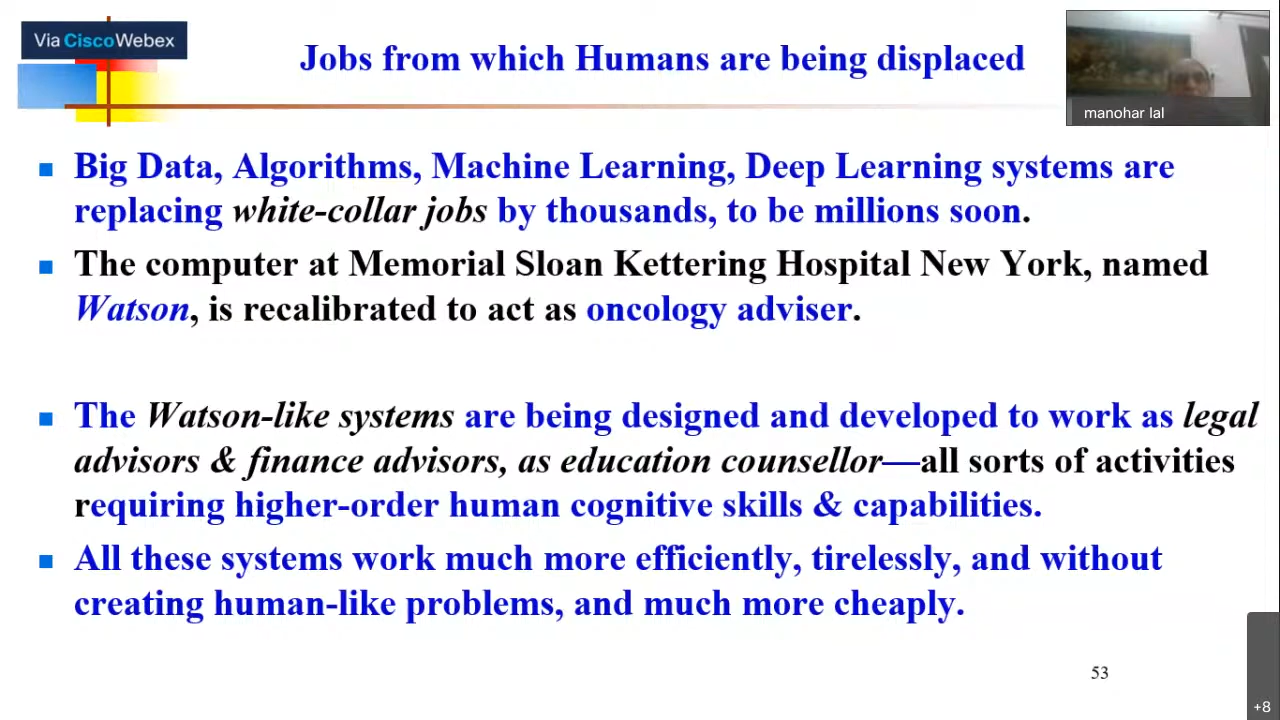 Via Cisco Webex
Jobs from which Humans are being displaced
manohar lal
Big Data, Algorithms, Machine Learning, Deep Learning systems are
replacing white-collar jobs by thousands, to be millions soon.
The computer at Memorial Sloan Kettering Hospital New York, named
Watson, is recalibrated to act as oncology adviser.
The Watson-like systems are being designed and developed to work as legal
advisors & finance advisors, as education counsellor—all sorts of activities
requiring higher-order human cognitive skills & capabilities.
All these systems work much more efficiently, tirelessly, and without
creating human-like problems, and much more cheaply.
53
+8